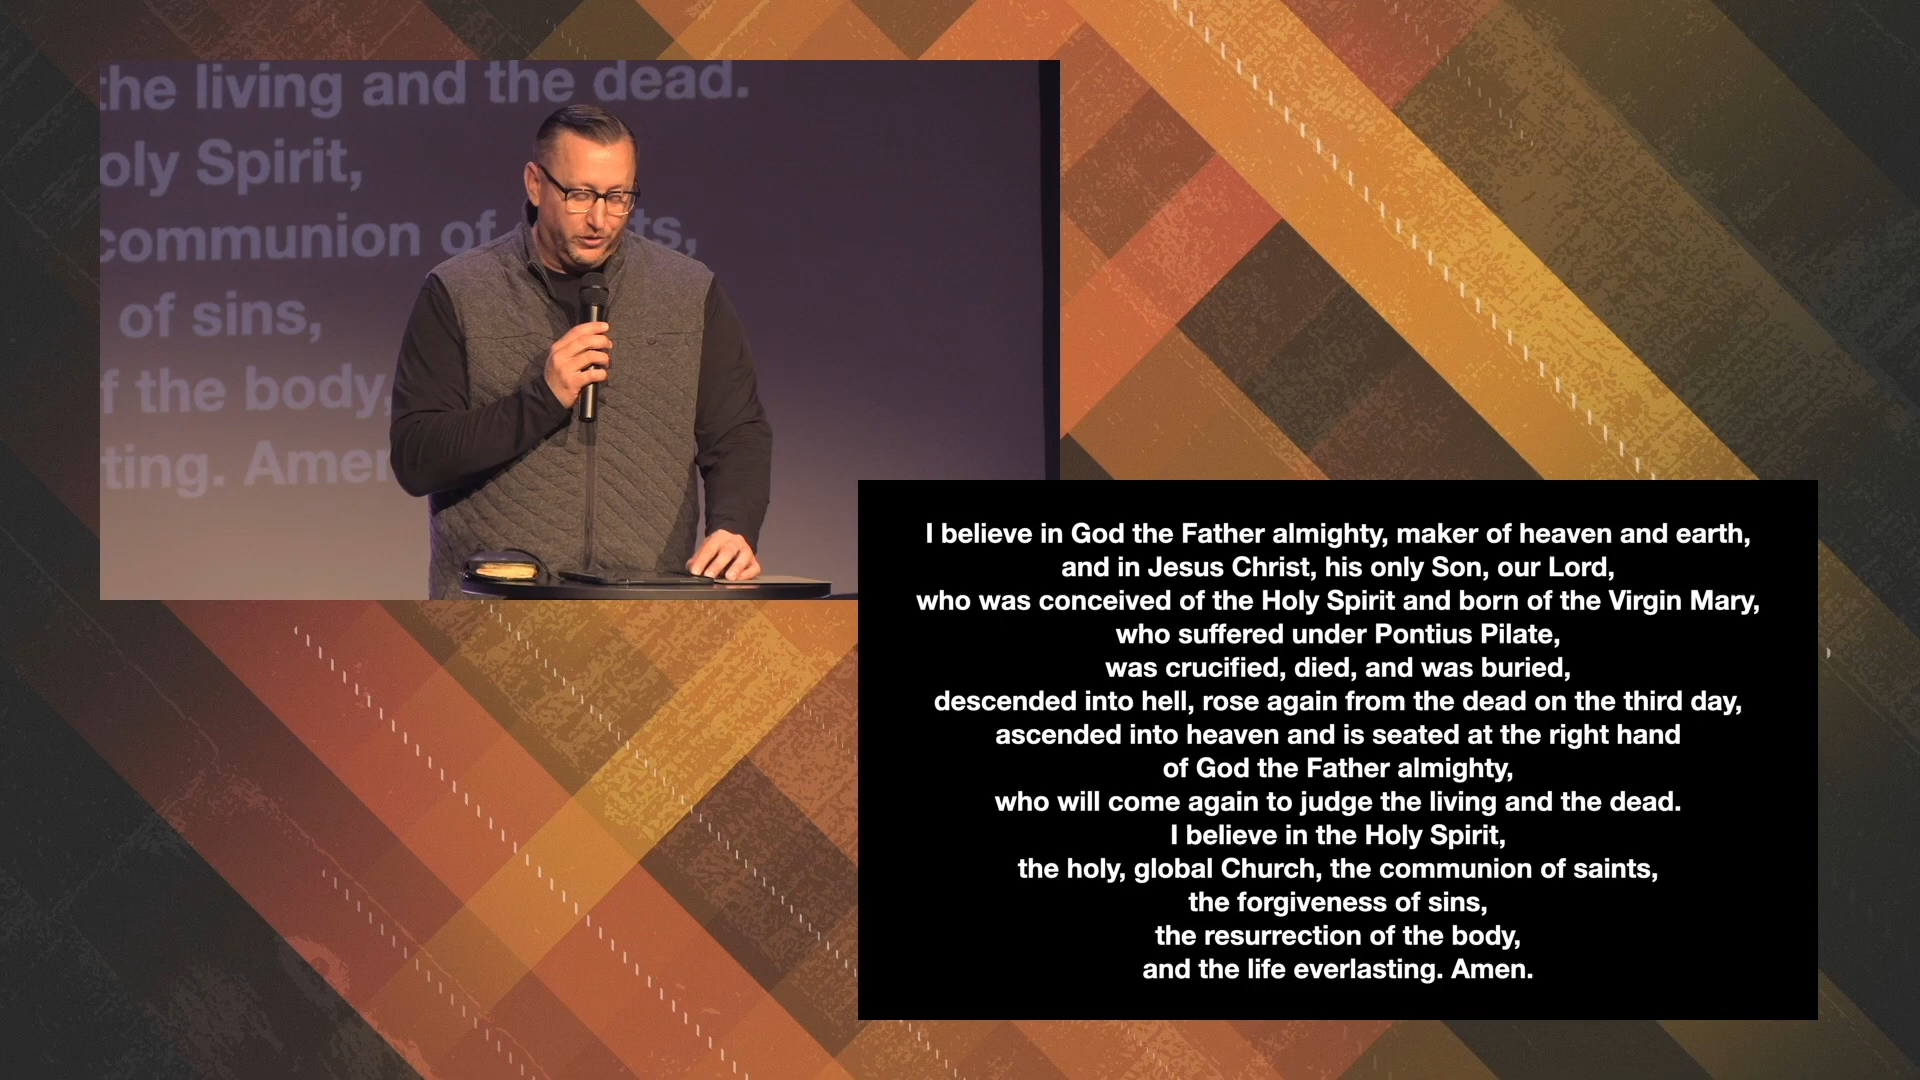 the living and the dead.
oly Spirit,
communion of ts,
of sins,
f the body,
ting. Amen
I believe in God the Father almighty, maker of heaven and earth,
and in Jesus Christ, his only Son, our Lord,
who was conceived of the Holy Spirit and born of the Virgin Mary,
who suffered under Pontius Pilate,
was crucified, died, and was buried,
descended into hell, rose again from the dead on the third day,
ascended into heaven and is seated at the right hand
of God the Father almighty,
who will come again to judge the living and the dead.
I believe in the Holy Spirit,
the holy, global Church, the communion of saints,
the forgiveness of sins,
the resurrection of the body,
and the life everlasting. Amen.